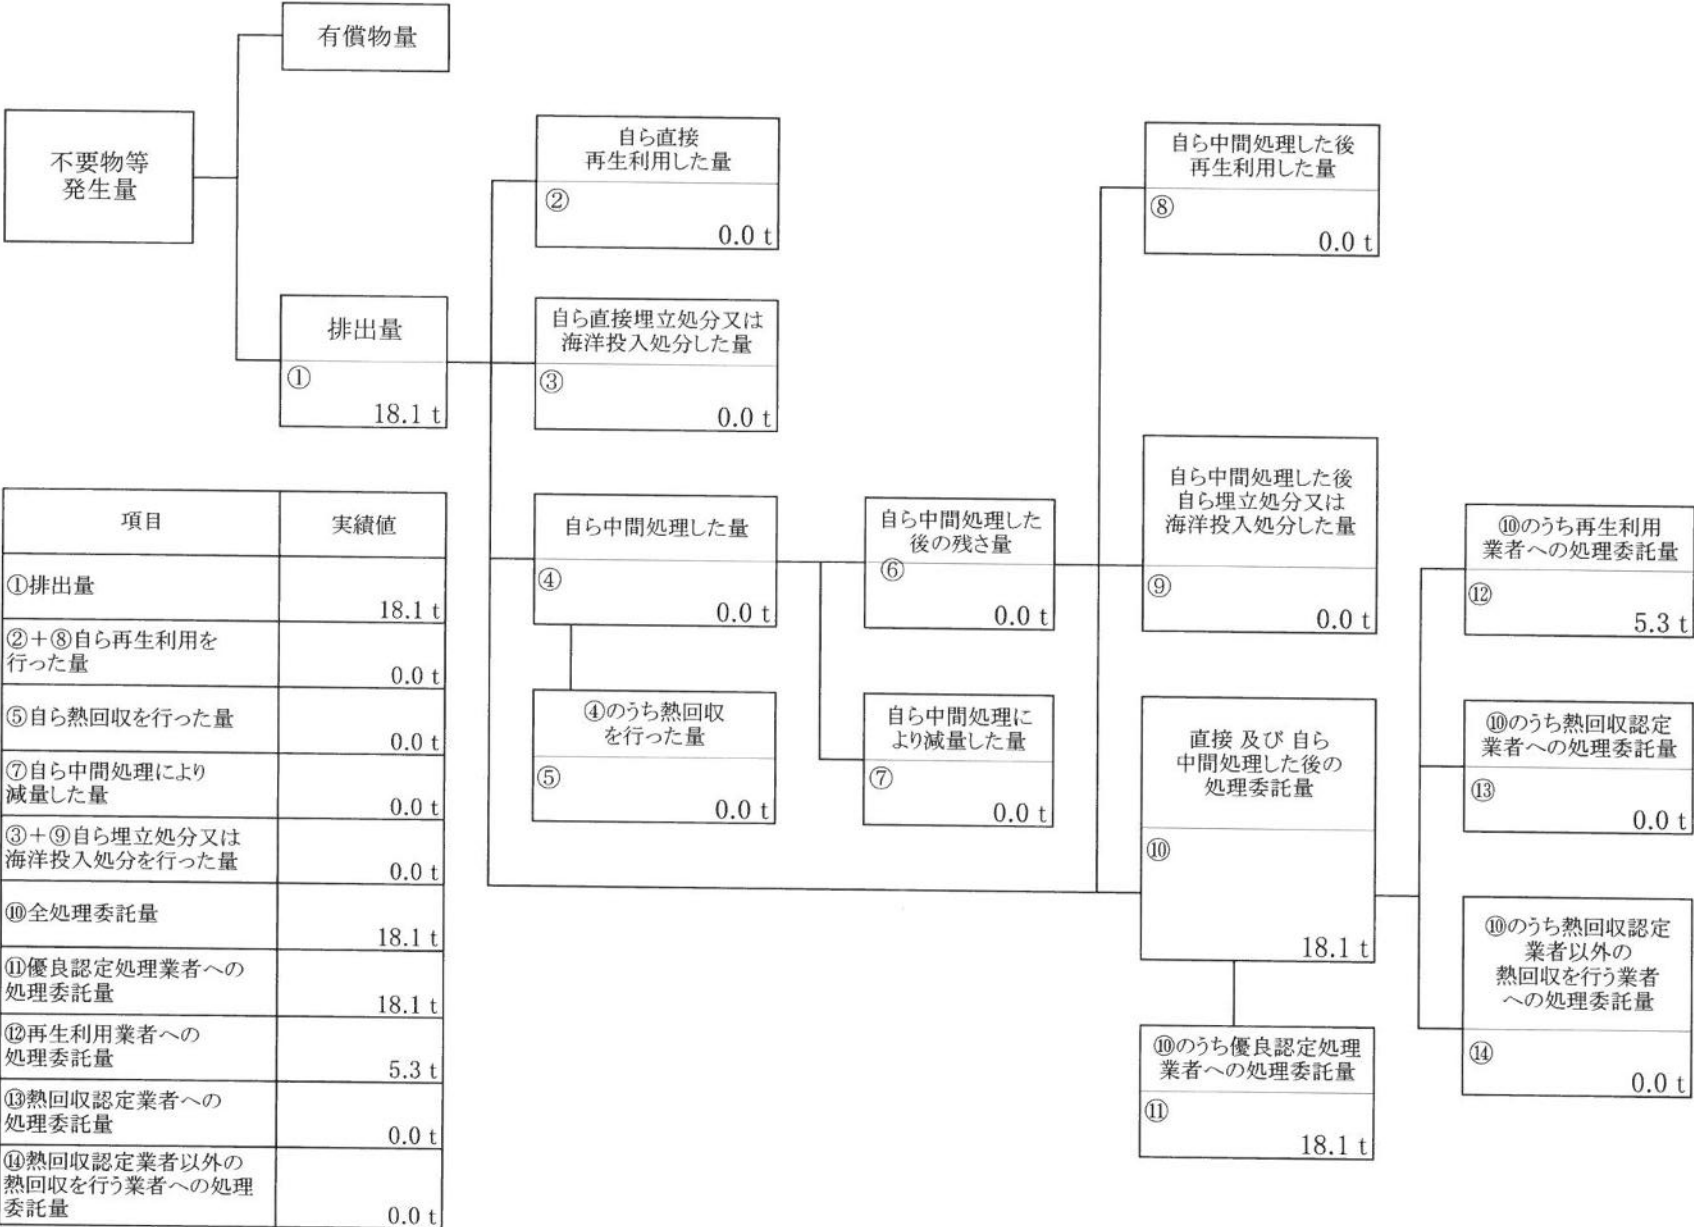 有償物量
不要物等
発生量
排出量
①
18.1 t
自ら直接
再生利用した量
②
0.0 t
自ら直接埋立処分又は
海洋投入処分した量
③
0.0 t
自ら中間処理した量
④
0.0 t
④のうち熱回収
を行った量
⑤
0.0 t
自ら中間処理した
後の残さ量
⑥
0.0 t
自ら中間処理に
より減量した量
⑦
0.0 t
自ら中間処理した後
再生利用した量
⑧
0.0 t
自ら中間処理した後
自ら埋立処分又は
海洋投入処分した量
⑨
0.0 t
直接 及び 自ら
中間処理した後の
処理委託量
⑩
18.1 t
⑩のうち優良認定処理
業者への処理委託量
⑪
18.1 t
⑩のうち再生利用
業者への処理委託量
⑫
5.3 t
⑩のうち熱回収認定
業者への処理委託量
⑬
0.0 t
⑩のうち熱回収認定
業者以外の
熱回収を行う業者
への処理委託量
⑭
0.0 t
項目 実績値
①排出量
18.1 t
②＋⑧自ら再生利用を
行った量
0.0 t
⑤自ら熱回収を行った量
0.0 t
⑦自ら中間処理により
減量した量
0.0 t
③＋⑨自ら埋立処分又は
海洋投入処分を行った量
0.0 t
⑩全処理委託量
18.1 t
⑪優良認定処理業者への
処理委託量
18.1 t
⑫再生利用業者への
処理委託量
5.3 t
⑬熱回収認定業者への
処理委託量
0.0 t
⑭熱回収認定業者以外の
熱回収を行う業者への処理
委託量
0.0 t